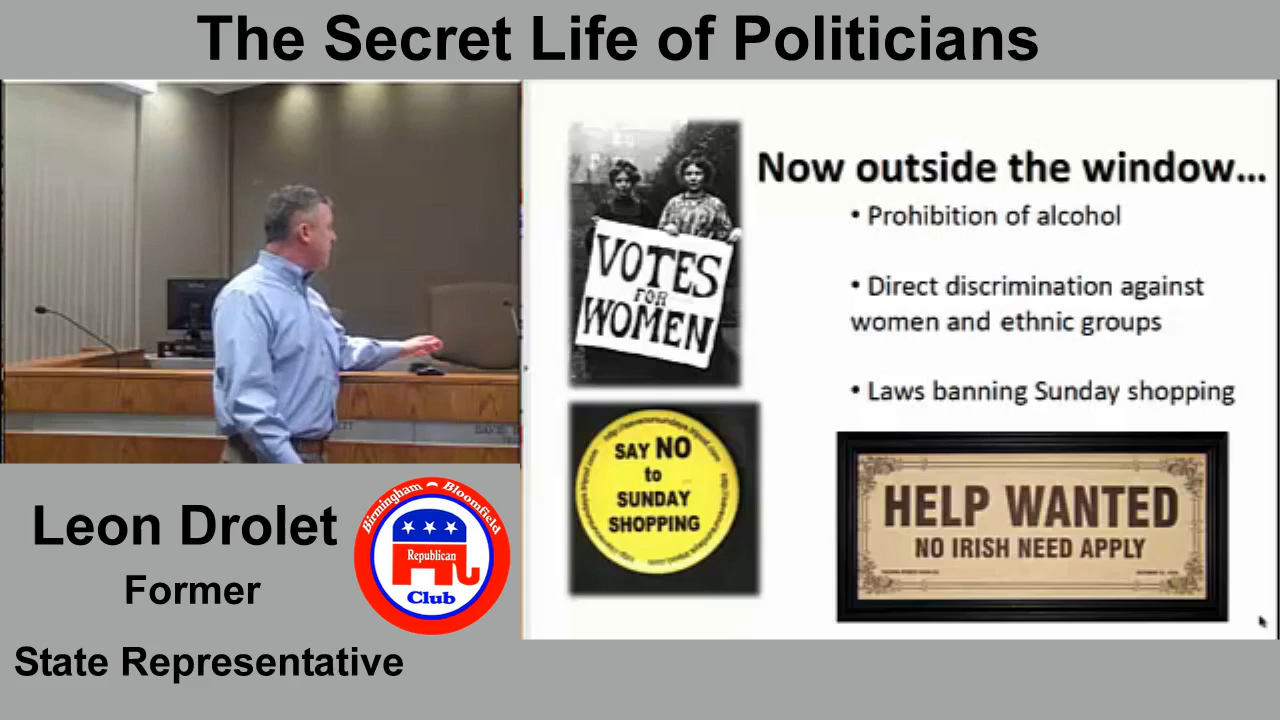 The Secret Life of Politicians
VOTES
FOR
WOMEN
Now outside the window...
• Prohibition of alcohol
• Direct discrimination against
women and ethnic groups
• Laws banning Sunday shopping
SAY NO
to
SUNDAY
SHOPPING
HELP WANTED
NO IRISH NEED APPLY
Leon Drolet
Former
State Representative
Birmingham Bloomfield
Republican
Club